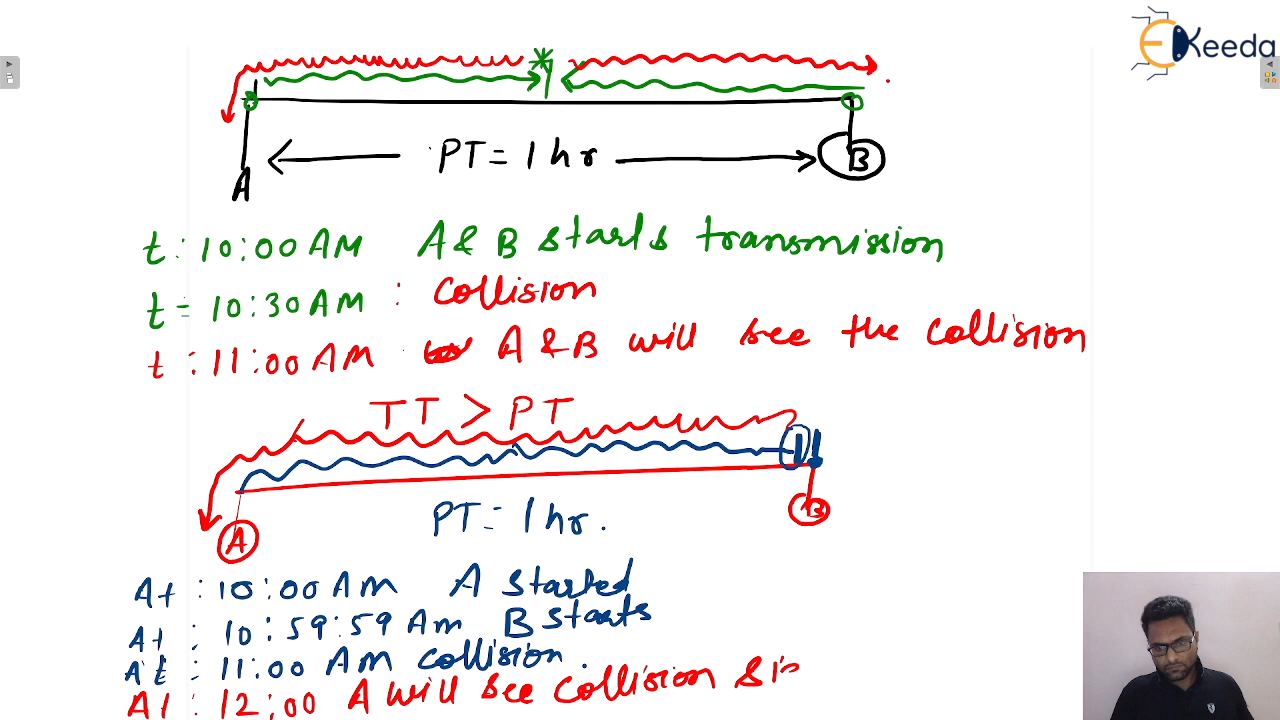 EKeeda
PT = 1 hr
A
B
t : 10:00 AM A & B starts transmission
t = 10:30 AM : Collision
t : 11:00 AM A & B will see the collision
TT > PT
A
B
PT = 1 hr.
At : 10:00 AM A started
At : 10:59:59 Am B starts
At : 11:00 AM collision.
At : 12:00 A will see collision